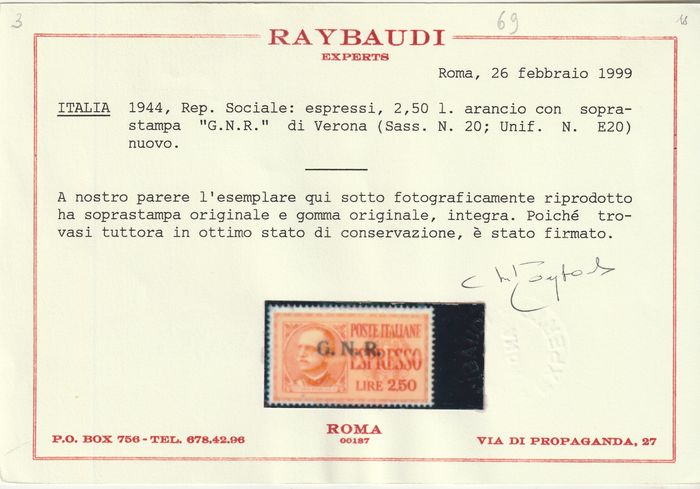 3
69
18
RAYBAUDI
EXPERTS
Roma, 26 febbraio 1999
ITALIA 1944, Rep. Sociale: espressi, 2,50 l. arancio con sopra-
stampa "G.N.R." di Verona (Sass. N. 20; Unif. N. E20)
nuovo.
A nostro parere l'esemplare qui sotto fotograficamente riprodotto
ha soprastampa originale e gomma originale, integra. Poiché tro-
vasi tuttora in ottimo stato di conservazione, è stato firmato.
POSTE ITALIANE
G.N.R.
ESPRESSO
LIRE 2.50
ROMA
00187
P.O. BOX 756 - TEL. 678.42.96
VIA DI PROPAGANDA, 27